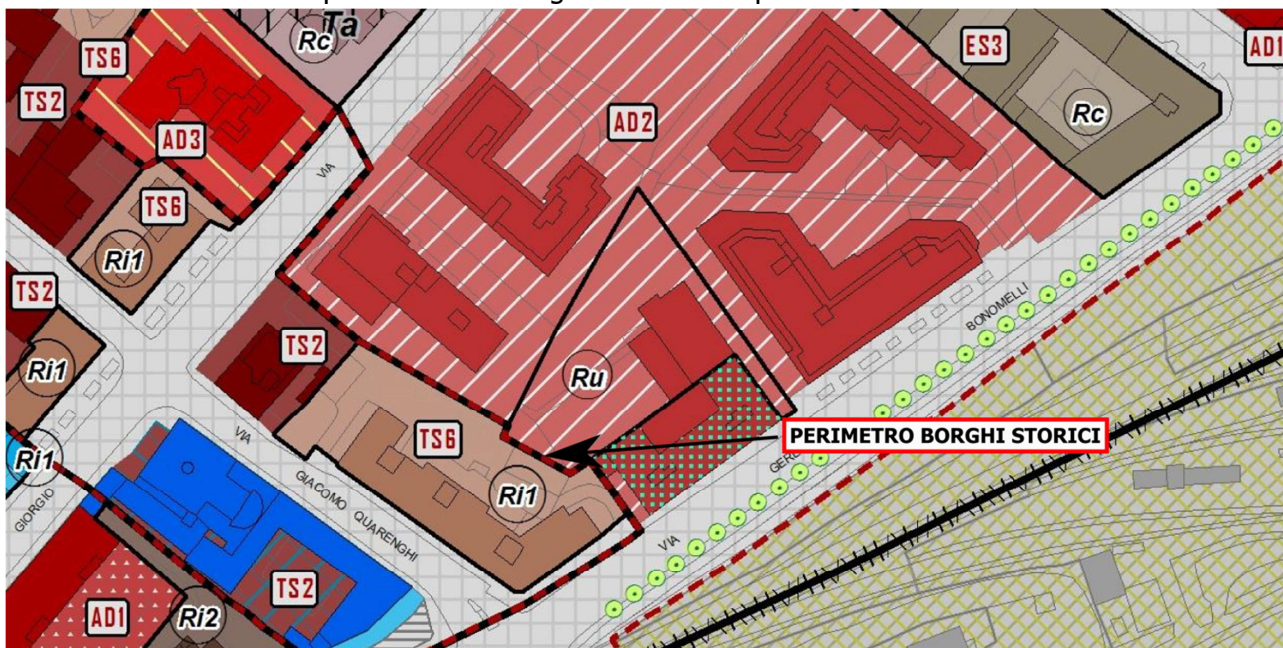 Ta
Rc
TS6
ES3
AD1
TS2
Rc
AD2
AD3
VIA
TS6
Ri1
TS2
BONOMELLI
TS2
Ri1
Ru
TS6
PERIMETRO BORGHI STORICI
VIA
Ri1
GIACOMO
Ri1
GIORGIO
QUARENGHI
VIA
TS2
AD1
Ri2